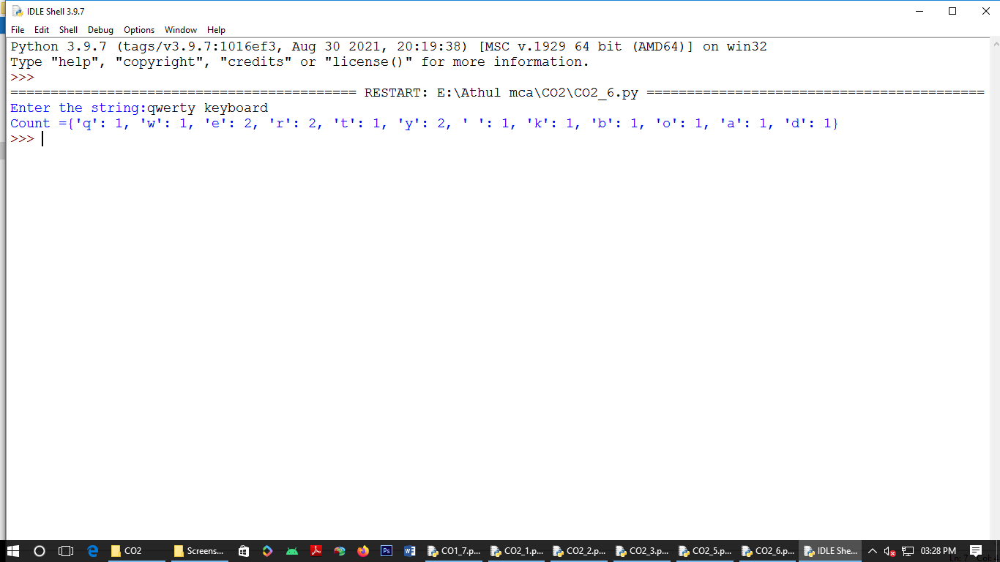 IDLE Shell 3.9.7
File Edit Shell Debug Options Window Help
Python 3.9.7 (tags/v3.9.7:1016ef3, Aug 30 2021, 20:19:38) [MSC v.1929 64 bit (AMD64)] on win32
Type "help", "copyright", "credits" or "license()" for more information.
>>>
=========================================== RESTART: E:\Athul mca\CO2\CO2_6.py ==========================================
Enter the string:qwerty keyboard
Count ={'q': 1, 'w': 1, 'e': 2, 'r': 2, 't': 1, 'y': 2, ' ': 1, 'k': 1, 'b': 1, 'o': 1, 'a': 1, 'd': 1}
>>>
CO2 Screens... Ps CO1_7.p... CO2_1.p... CO2_2.p... CO2_3.p... CO2_5.p... CO2_6.p... IDLE She... 03:28 PM
Ln: 7 Col: